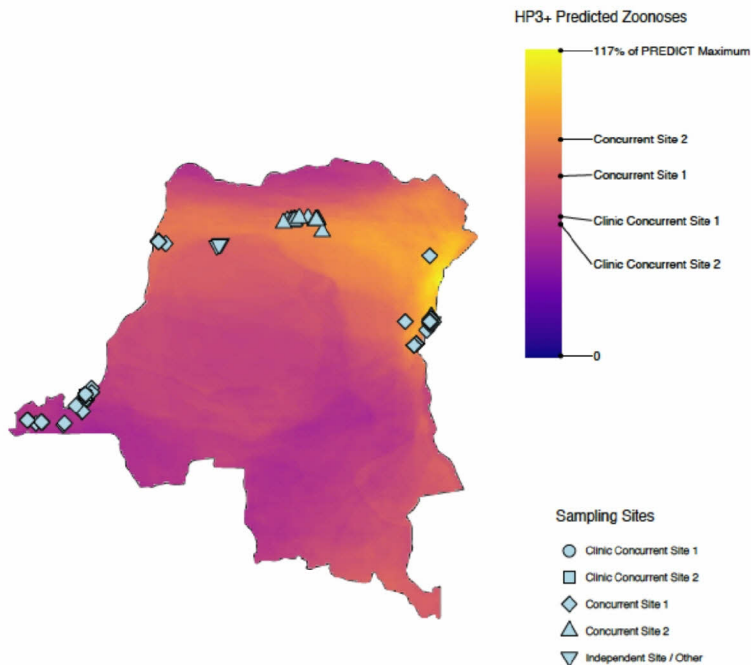 HP3+ Predicted Zoonoses
117% of PREDICT Maximum
Concurrent Site 2
Concurrent Site 1
Clinic Concurrent Site 1
Clinic Concurrent Site 2
0
Sampling Sites
Clinic Concurrent Site 1
Clinic Concurrent Site 2
Concurrent Site 1
Concurrent Site 2
Independent Site / Other